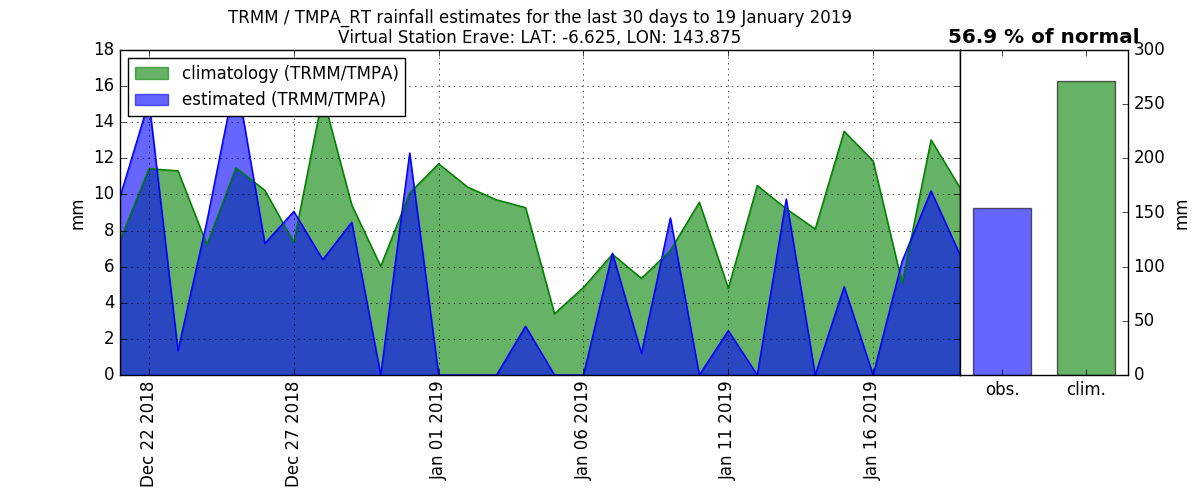 TRMM / TMPA_RT rainfall estimates for the last 30 days to 19 January 2019
Virtual Station Erave: LAT: -6.625, LON: 143.875
56.9 % of normal
climatology (TRMM/TMPA)
estimated (TRMM/TMPA)
18
16
14
12
10
8
6
4
2
0
mm
Dec 22 2018
Dec 27 2018
Jan 01 2019
Jan 06 2019
Jan 11 2019
Jan 16 2019
300
250
200
150
100
50
0
mm
obs.
clim.